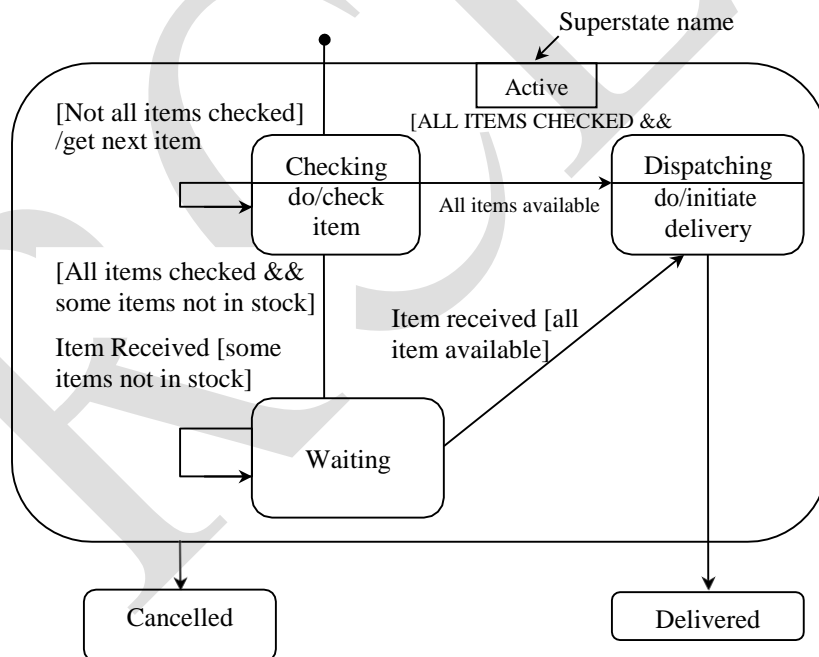 Superstate name
Active
[Not all items checked]
/get next item
[ALL ITEMS CHECKED &&
Checking
do/check
item
All items available
Dispatching
do/initiate
delivery
[All items checked &&
some items not in stock]
Item Received [some
items not in stock]
Item received [all
item available]
Waiting
Cancelled
Delivered